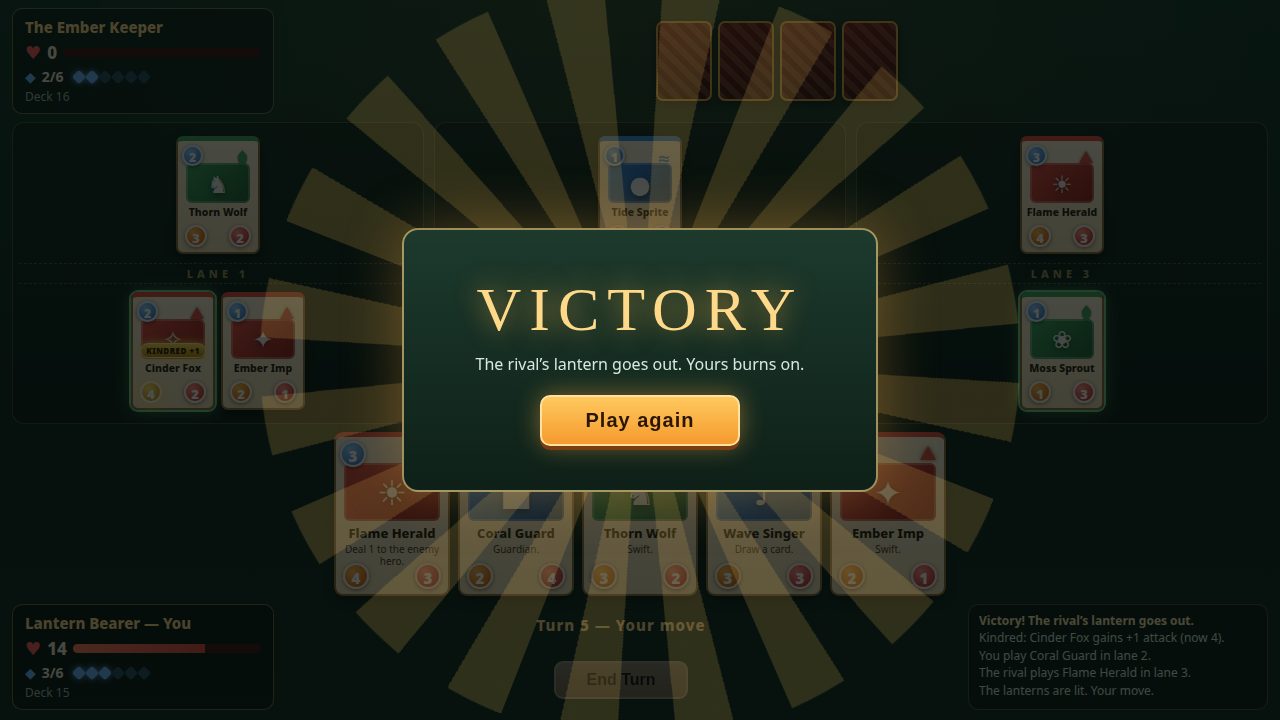 The Ember Keeper
♥ 0
◆ 2/6
Deck 16
2
Thorn Wolf
3 2
1
Tide Sprite
3
Flame Herald
4 3
LANE 1
LANE 3
2
KINDRED +1
Cinder Fox
4 2
1
Ember Imp
2 1
1
Moss Sprout
1 3
VICTORY
The rival’s lantern goes out. Yours burns on.
Play again
3
Flame Herald
Deal 1 to the enemy
hero.
4 3
Coral Guard
Guardian.
2 4
Thorn Wolf
Swift.
3 2
Wave Singer
Draw a card.
3 3
Ember Imp
Swift.
2 1
Lantern Bearer — You
♥ 14
◆ 3/6
Deck 15
Turn 5 — Your move
End Turn
Victory! The rival’s lantern goes out.
Kindred: Cinder Fox gains +1 attack (now 4).
You play Coral Guard in lane 2.
The rival plays Flame Herald in lane 3.
The lanterns are lit. Your move.